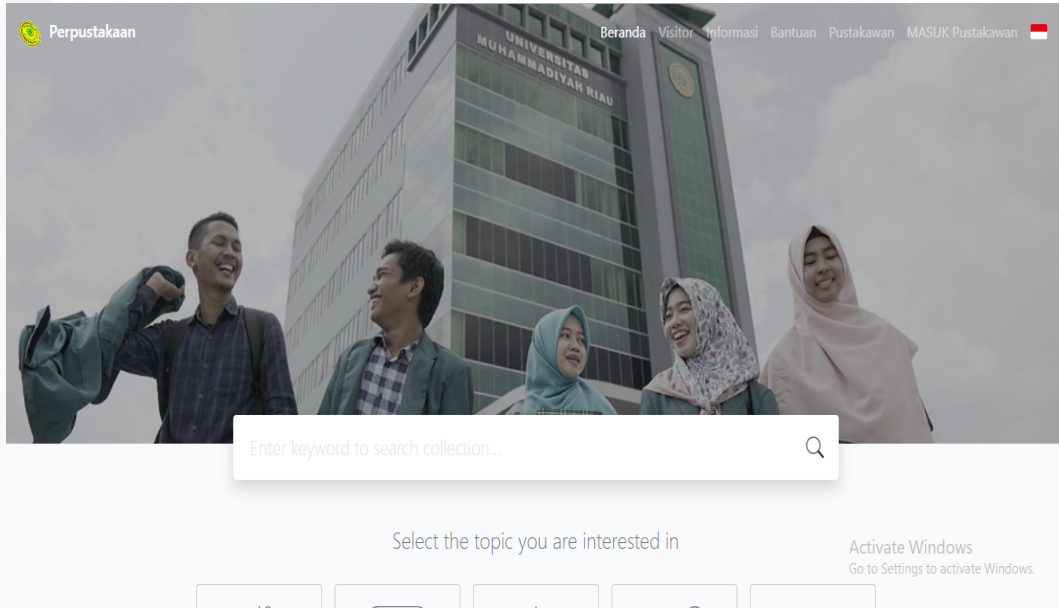 Perpustakaan
Beranda Visitor Informasi Bantuan Pustakawan MASUK Pustakawan
UNIVERSITAS
MUHAMMADIYAH RIAU
Enter keyword to search collection...
Select the topic you are interested in
Activate Windows
Go to Settings to activate Windows.